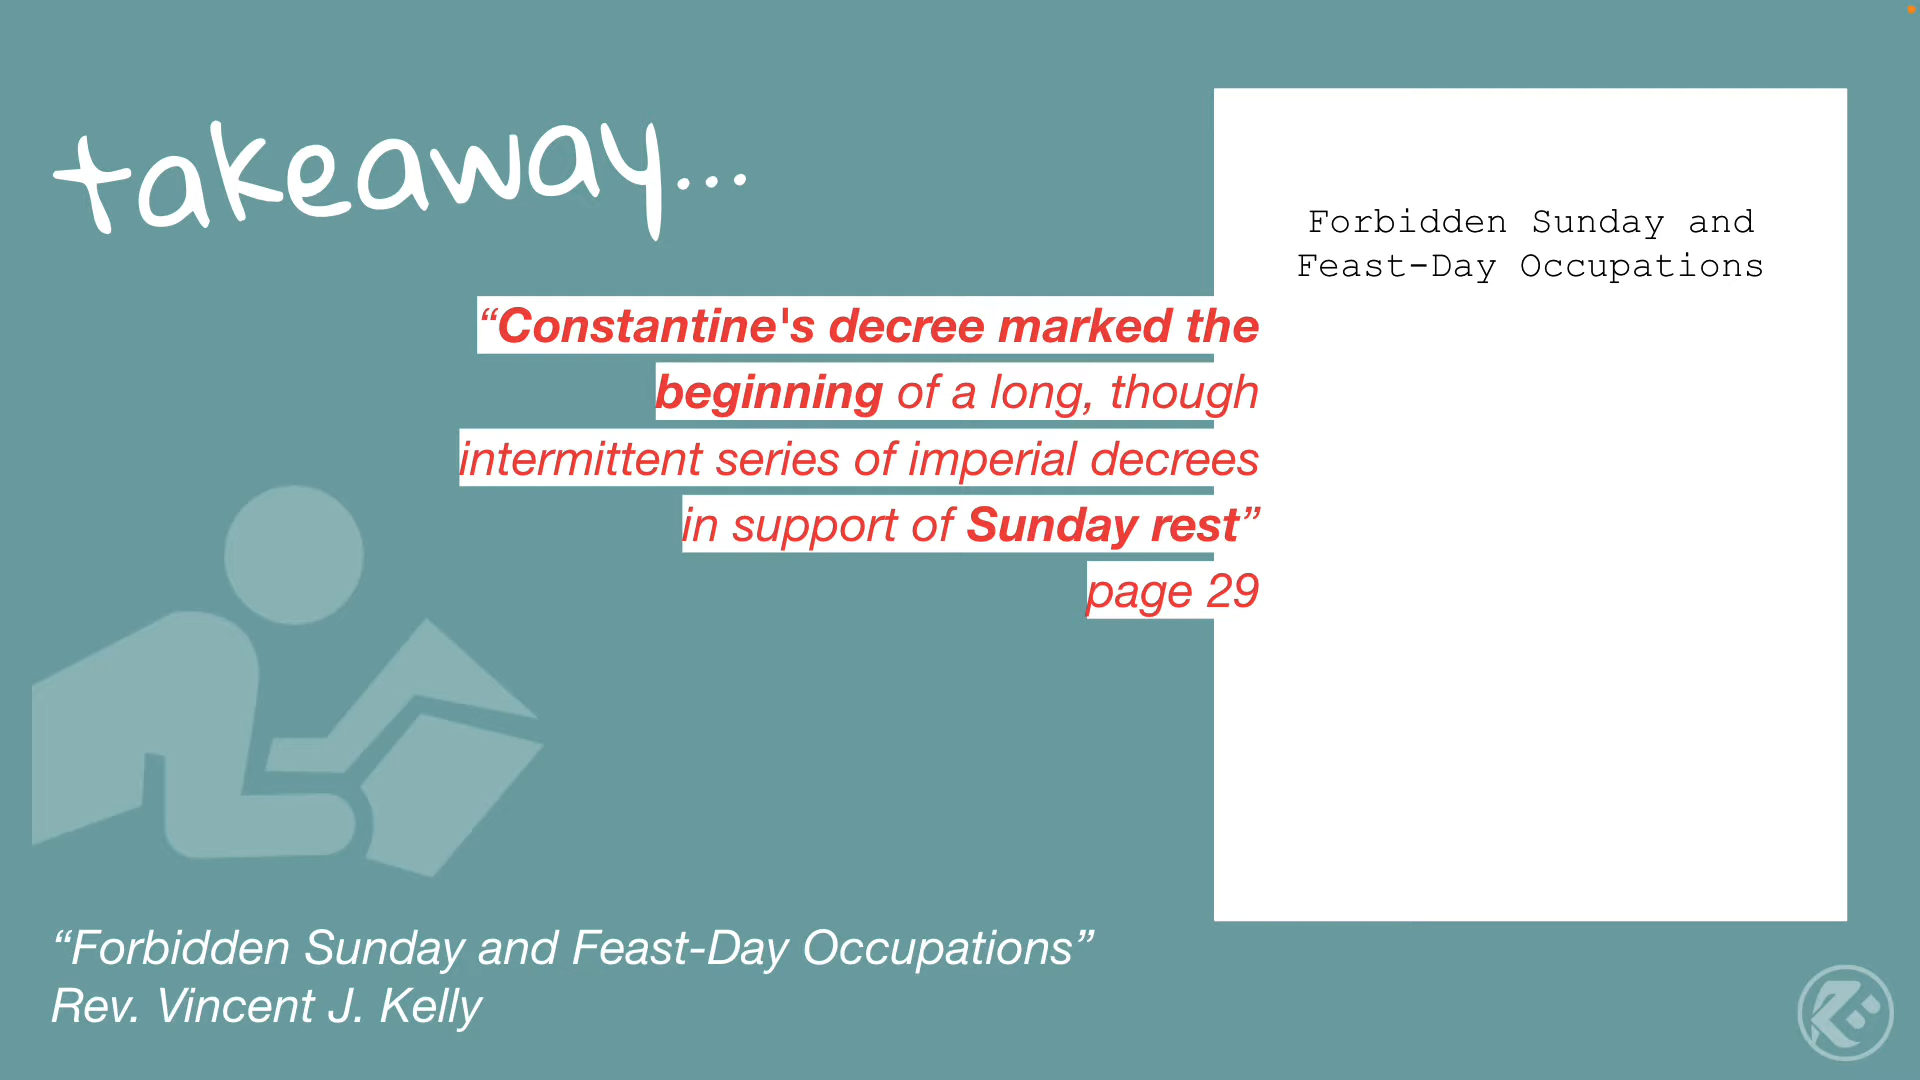 takeaway...
Forbidden Sunday and
Feast-Day Occupations
“Constantine's decree marked the
beginning of a long, though
intermittent series of imperial decrees
in support of Sunday rest”
page 29
“Forbidden Sunday and Feast-Day Occupations”
Rev. Vincent J. Kelly